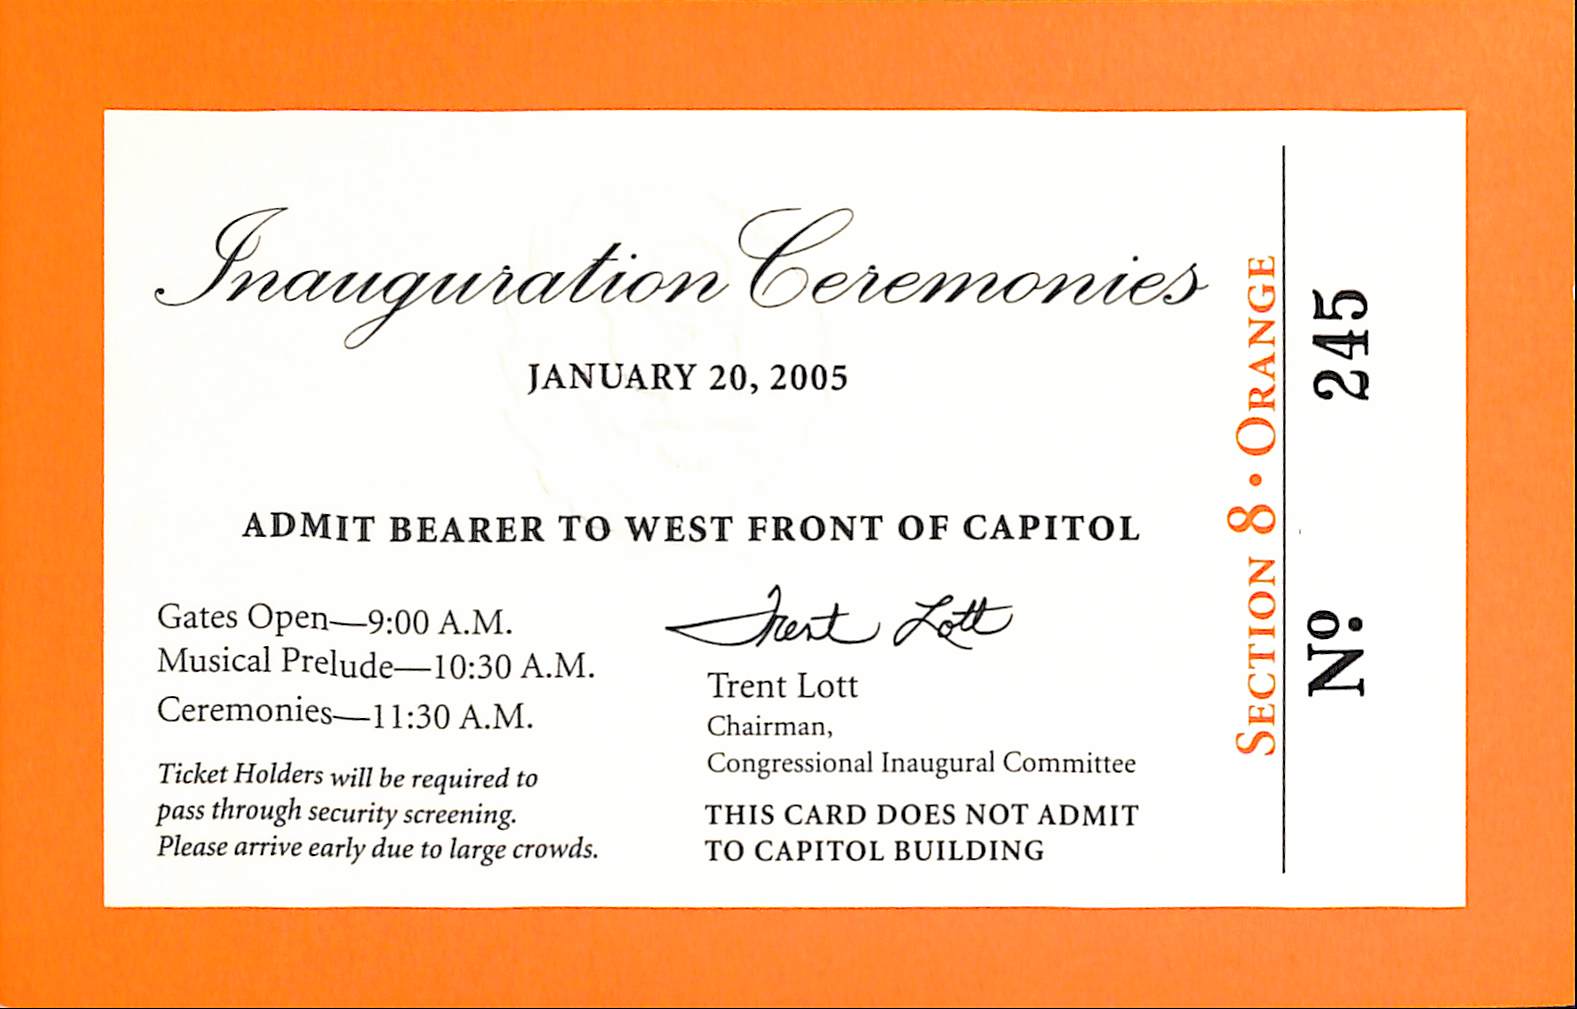 Inauguration Ceremonies
JANUARY 20, 2005
ADMIT BEARER TO WEST FRONT OF CAPITOL
Gates Open—9:00 A.M.
Musical Prelude—10:30 A.M.
Ceremonies—11:30 A.M.
Ticket Holders will be required to
pass through security screening.
Please arrive early due to large crowds.
Trent Lott
Trent Lott
Chairman,
Congressional Inaugural Committee
THIS CARD DOES NOT ADMIT
TO CAPITOL BUILDING
SECTION 8 • ORANGE
Nº. 245